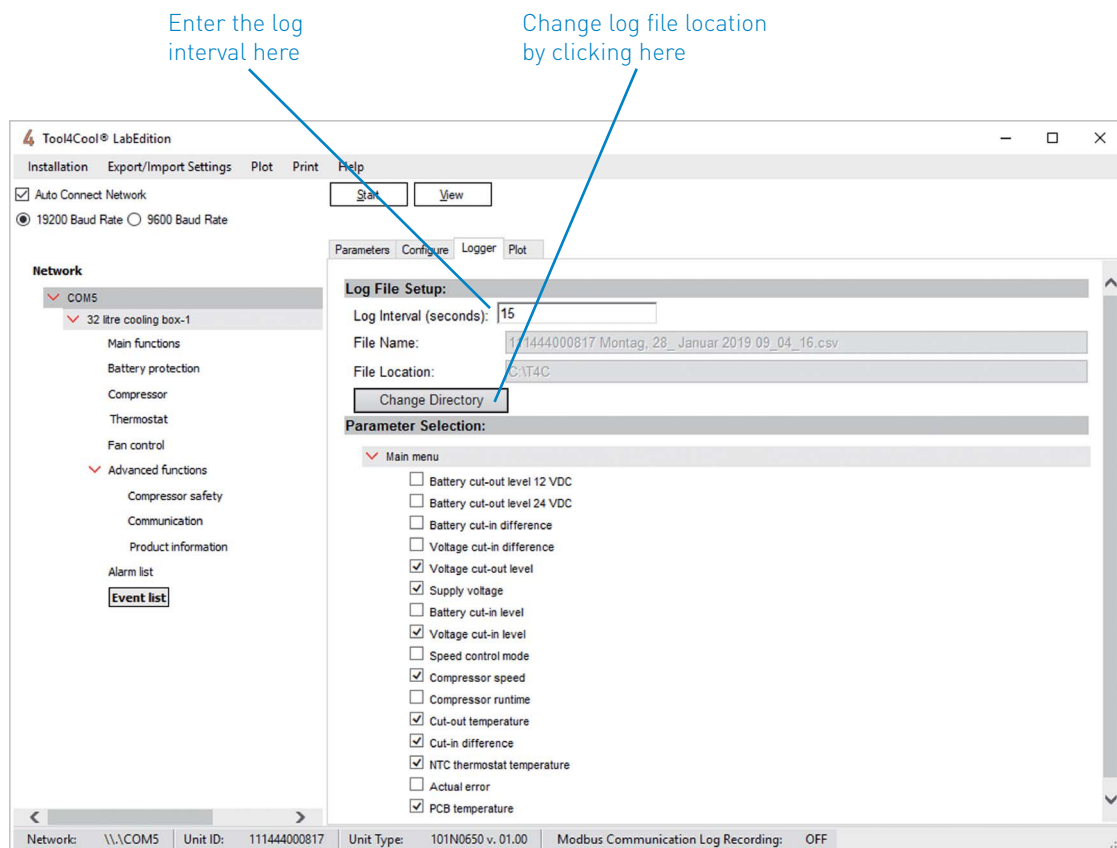 Enter the log
interval here
Change log file location
by clicking here
4 Tool4Cool® LabEdition
Installation Export/Import Settings Plot Print Help
Auto Connect Network
Start View
19200 Baud Rate 9600 Baud Rate
Parameters Configure Logger Plot
Network
COM5
32 litre cooling box-1
Main functions
Battery protection
Compressor
Thermostat
Fan control
Advanced functions
Compressor safety
Communication
Product information
Alarm list
Event list
Log File Setup:
Log Interval (seconds): 15
File Name: 111444000817 Montag, 28_ Januar 2019 09_04_16.csv
File Location: C:\T4C
Change Directory
Parameter Selection:
Main menu
Battery cut-out level 12 VDC
Battery cut-out level 24 VDC
Battery cut-in difference
Voltage cut-in difference
Voltage cut-out level
Supply voltage
Battery cut-in level
Voltage cut-in level
Speed control mode
Compressor speed
Compressor runtime
Cut-out temperature
Cut-in difference
NTC thermostat temperature
Actual error
PCB temperature
Network: \\.\COM5 Unit ID: 111444000817 Unit Type: 101N0650 v. 01.00 Modbus Communication Log Recording: OFF